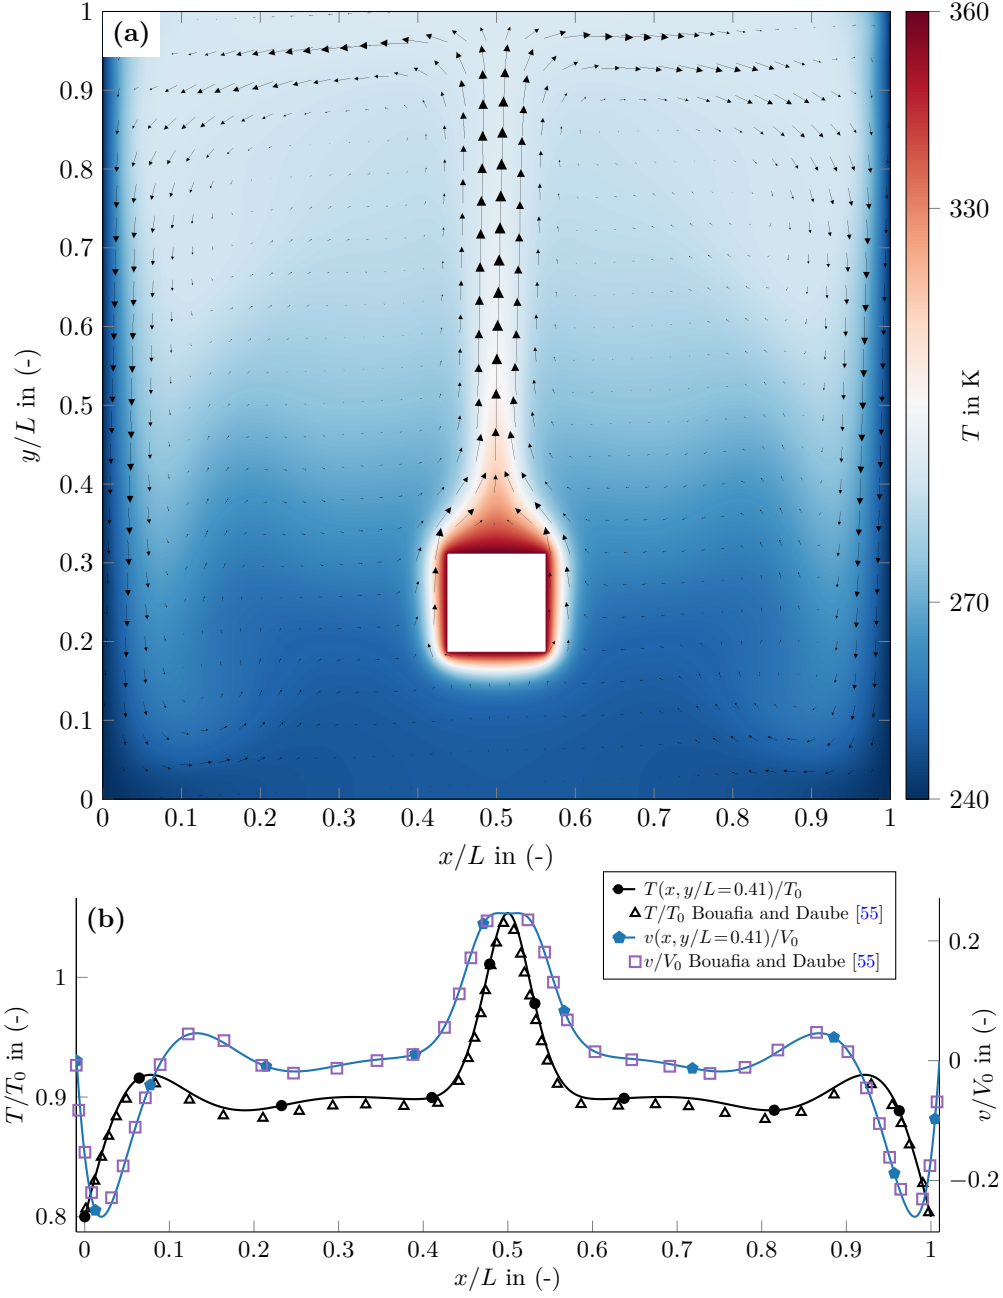 (a)
1
0.9
0.8
0.7
0.6
0.5
0.4
0.3
0.2
0.1
0
y/L in (-)
0 0.1 0.2 0.3 0.4 0.5 0.6 0.7 0.8 0.9 1
x/L in (-)
360
330
270
240
T in K
(b)
T(x, y/L=0.41)/T₀
T/T₀ Bouafia and Daube [55]
v(x, y/L=0.41)/V₀
v/V₀ Bouafia and Daube [55]
1
0.9
0.8
T/T₀ in (-)
0.2
0
−0.2
v/V₀ in (-)
0 0.1 0.2 0.3 0.4 0.5 0.6 0.7 0.8 0.9 1
x/L in (-)